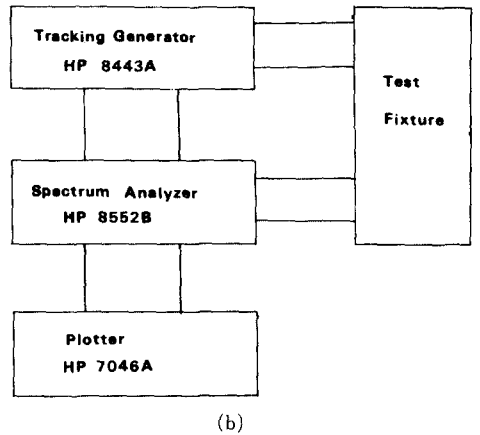 Tracking Generator
HP 8443A
Test
Fixture
Spectrum Analyzer
HP 8552B
Plotter
HP 7046A
(b)